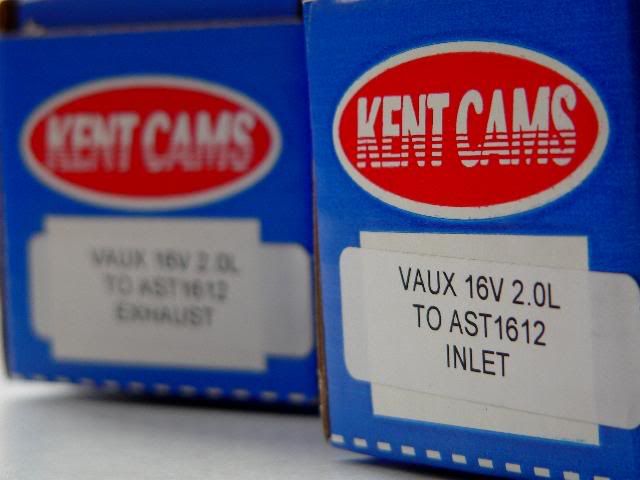 KENT CAMS
VAUX 16V 2.0L
TO AST1612
EXHAUST
KENT CAMS
VAUX 16V 2.0L
TO AST1612
INLET